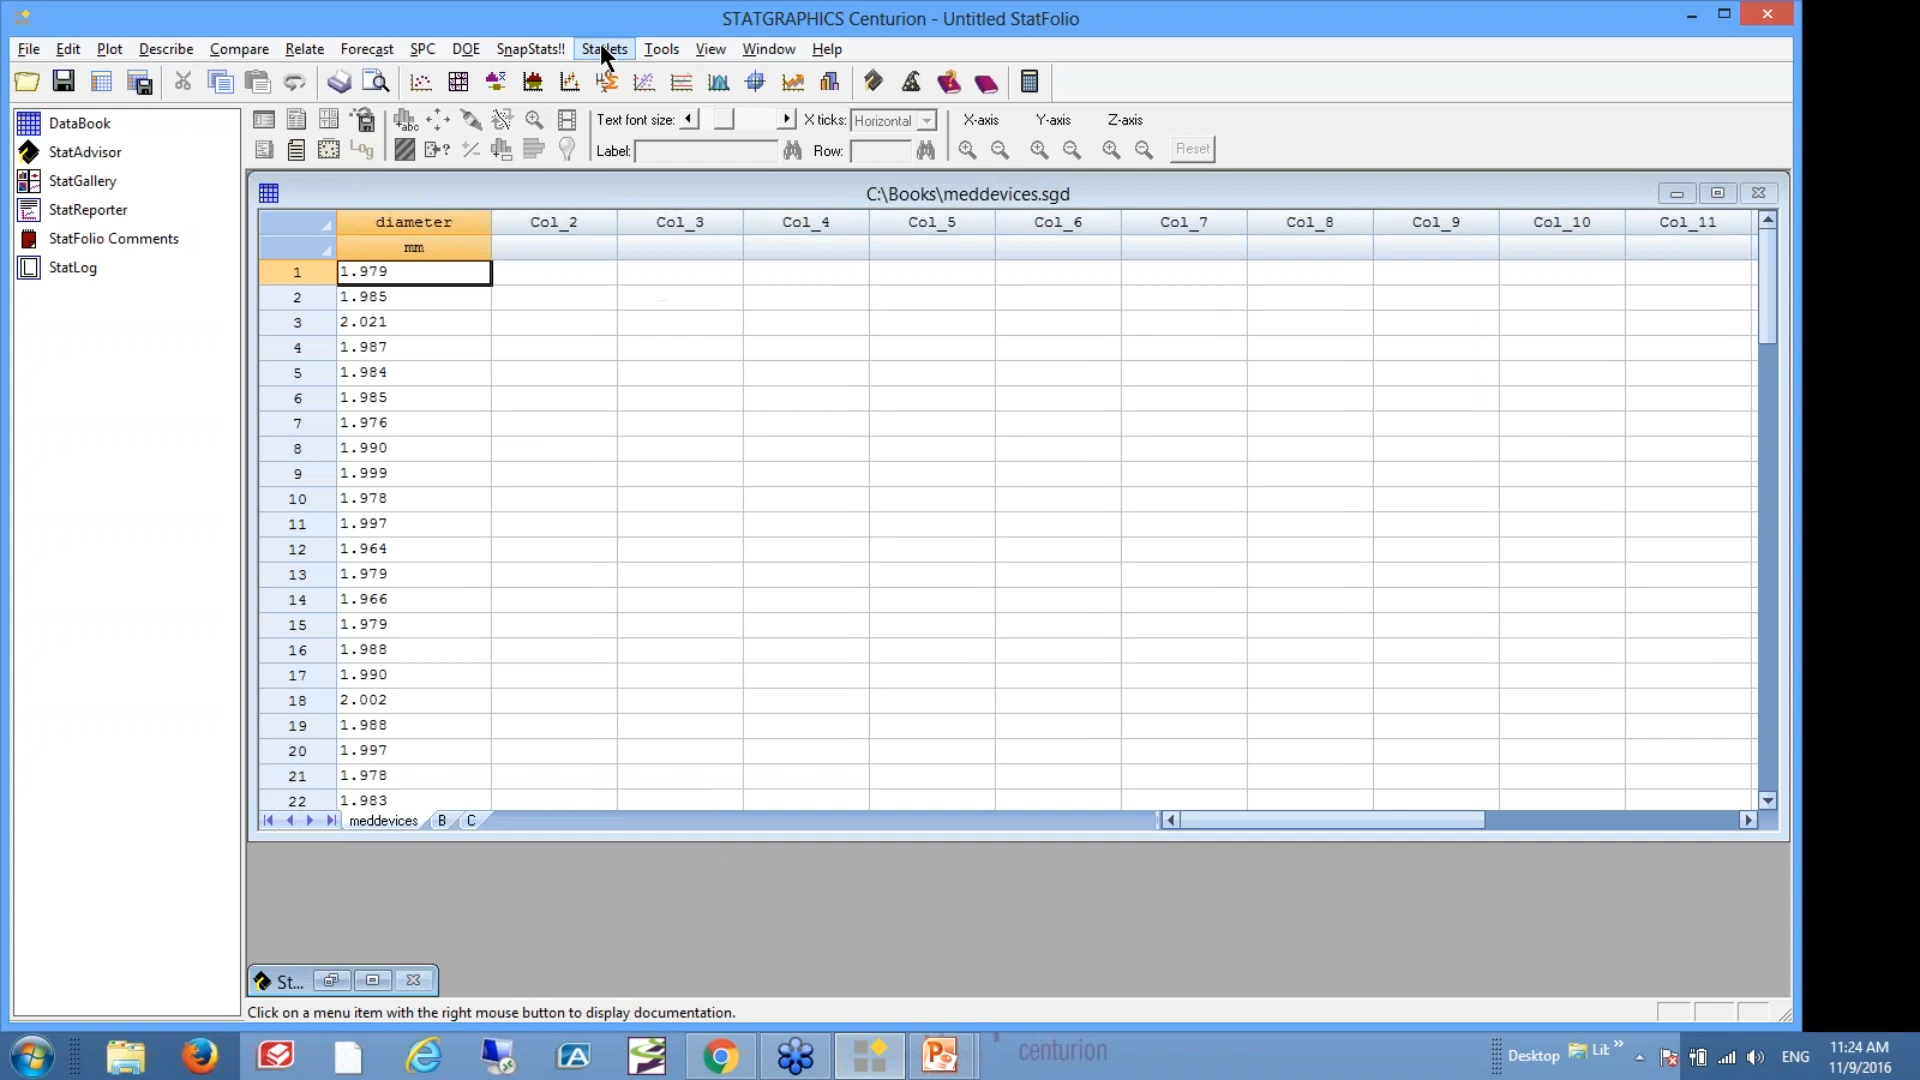 STATGRAPHICS Centurion - Untitled StatFolio
File Edit Plot Describe Compare Relate Forecast SPC DOE SnapStats!! Statlets Tools View Window Help
DataBook
StatAdvisor
StatGallery
StatReporter
StatFolio Comments
StatLog
Text font size: X ticks: Horizontal X-axis Y-axis Z-axis
Label: Row: Reset
C:\Books\meddevices.sgd
diameter Col_2 Col_3 Col_4 Col_5 Col_6 Col_7 Col_8 Col_9 Col_10 Col_11
mm
1 1.979
2 1.985
3 2.021
4 1.987
5 1.984
6 1.985
7 1.976
8 1.990
9 1.999
10 1.978
11 1.997
12 1.964
13 1.979
14 1.966
15 1.979
16 1.988
17 1.990
18 2.002
19 1.988
20 1.997
21 1.978
22 1.983
meddevices B C
St...
Click on a menu item with the right mouse button to display documentation.
centurion
Desktop Lit » ENG
11:24 AM
11/9/2016